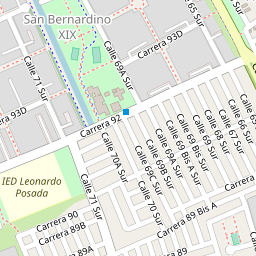 San Bernardino
XIX
Calle 71 Sur
Calle 69A Sur
Carrera 93D
Carrera 93D
Carrera 92
Calle 65 Sur
Calle 66 Sur
Calle 67 Sur
Calle 68 Sur
Calle 69 Bis Sur
Calle 69 Bis A Sur
Calle 69A Sur
Calle 69B Sur
Calle 69C Sur
Calle 70 Sur
Calle 70A Sur
Calle 71 Sur
IED Leonardo
Posada
Carrera 90
Carrera 89B
Carrera 89A
Carrera 89 Bis A